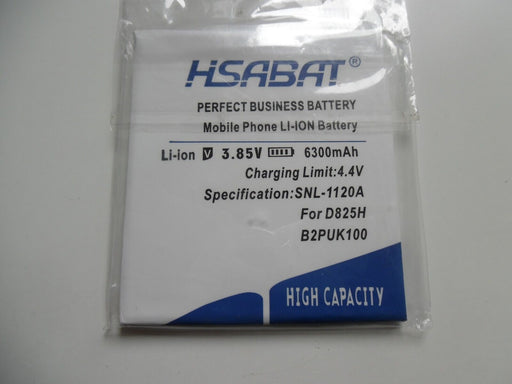 HSABAT®
PERFECT BUSINESS BATTERY
Mobile Phone LI-ION Battery
Li-ion V 3.85V 6300mAh
Charging Limit:4.4V
Specification:SNL-1120A
For D825H
B2PUK100
HIGH CAPACITY